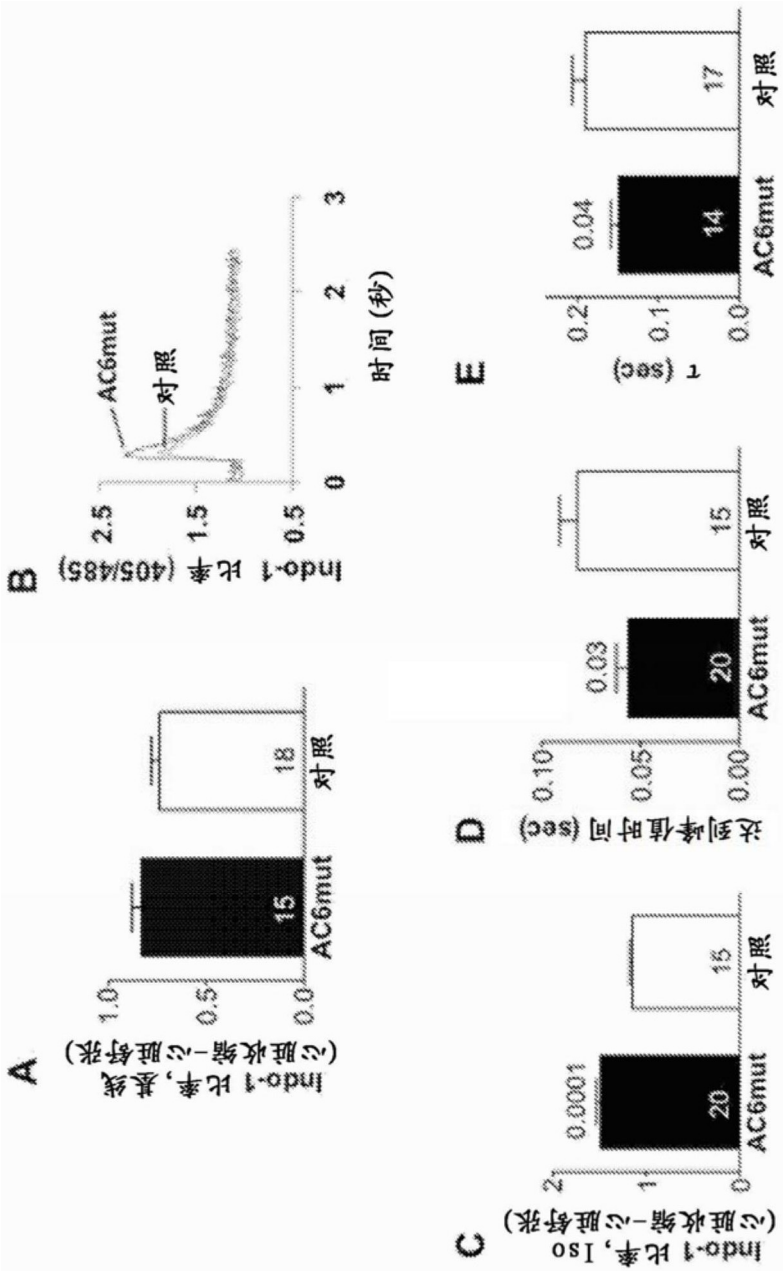 A
Indo-1 比率, 基线
(心脏收缩-心脏舒张)
1.0
0.5
0.0
15
18
AC6mut
对照
B
Indo-1 比率 (405/485)
2.5
1.5
0.5
AC6mut
对照
0
1
2
3
时间 (秒)
C
Indo-1 比率, Iso
(心脏收缩-心脏舒张)
2
1
0
0.0001
20
15
AC6mut
对照
D
达到峰值时间 (sec)
0.10
0.05
0.00
0.03
20
15
AC6mut
对照
E
τ (sec)
0.2
0.1
0.0
0.04
14
17
AC6mut
对照